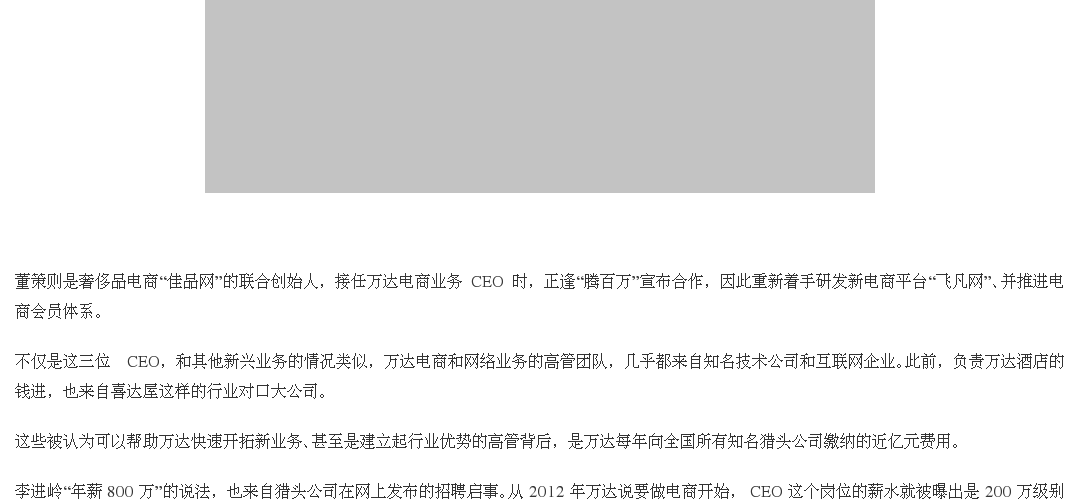 董策则是奢侈品电商“佳品网”的联合创始人，接任万达电商业务 CEO 时，正逢“腾百万”宣布合作，因此重新着手研发新电商平台“飞凡网”、并推进电
商会员体系。
不仅是这三位 CEO，和其他新兴业务的情况类似，万达电商和网络业务的高管团队，几乎都来自知名技术公司和互联网企业。此前，负责万达酒店的
钱进，也来自喜达屋这样的行业对口大公司。
这些被认为可以帮助万达快速开拓新业务、甚至是建立起行业优势的高管背后，是万达每年向全国所有知名猎头公司缴纳的近亿元费用。
李进岭“年薪 800 万”的说法，也来自猎头公司在网上发布的招聘启事。从 2012 年万达说要做电商开始， CEO 这个岗位的薪水就被曝出是 200 万级别